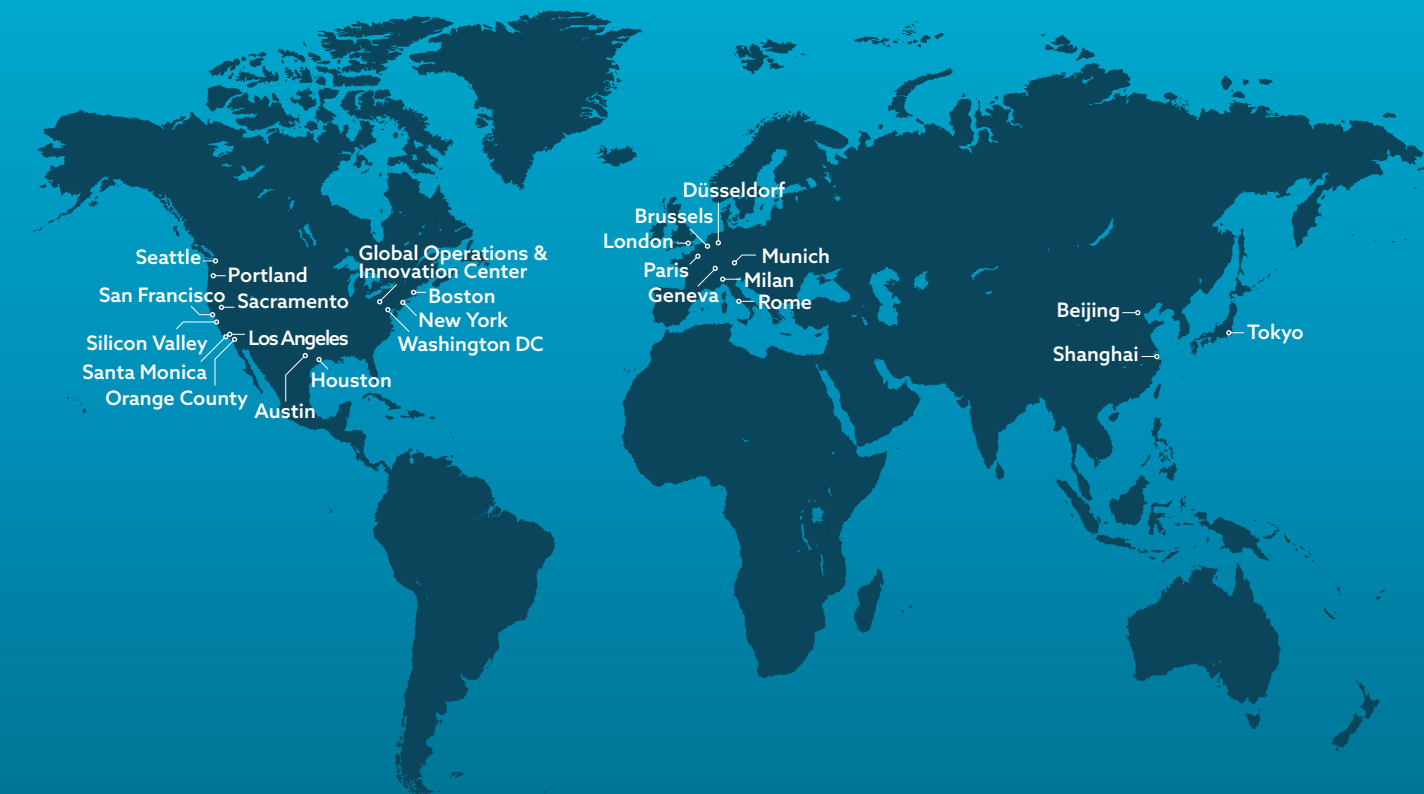 Seattle
Portland
San Francisco
Sacramento
Silicon Valley
Los Angeles
Santa Monica
Orange County
Austin
Houston
Global Operations &
Innovation Center
Boston
New York
Washington DC
Düsseldorf
Brussels
London
Paris
Geneva
Munich
Milan
Rome
Beijing
Shanghai
Tokyo